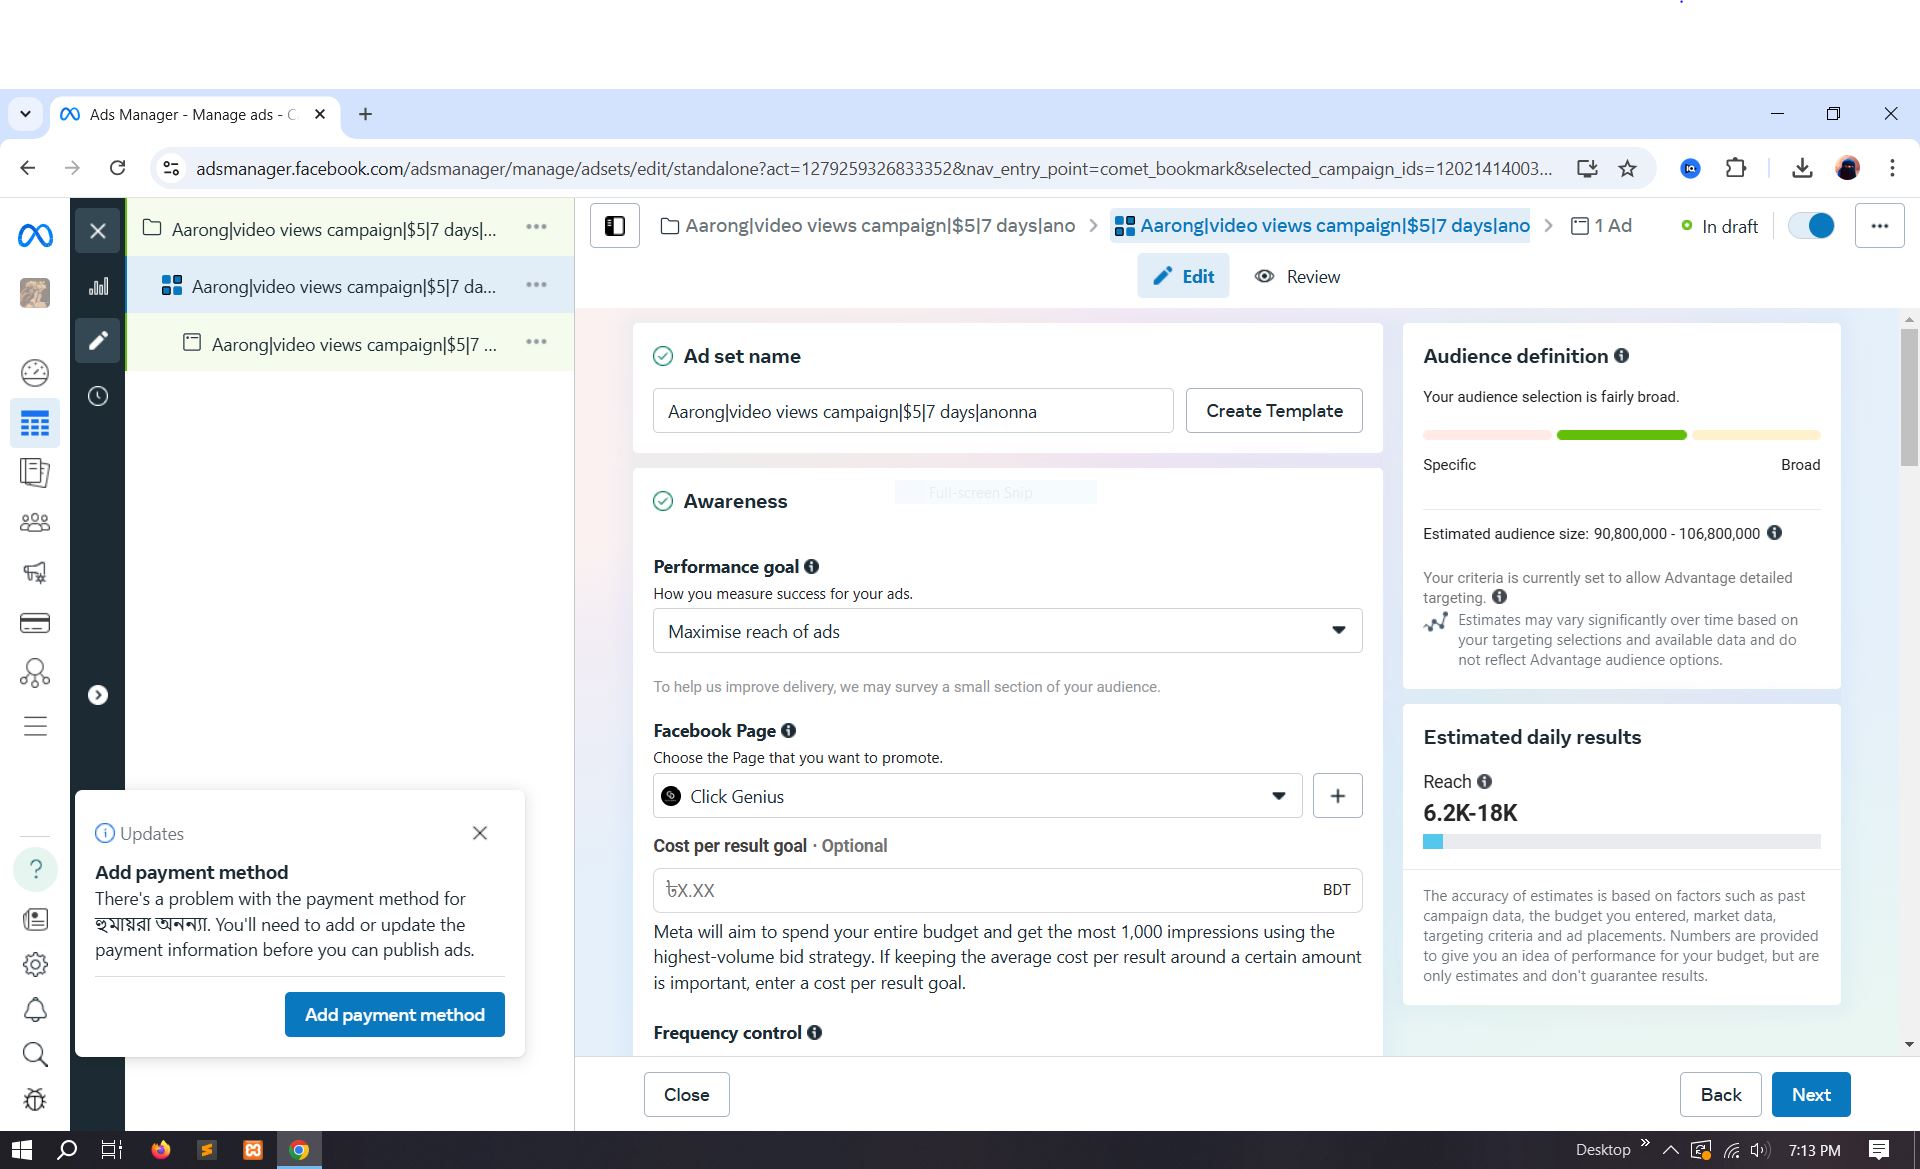 Ads Manager - Manage ads - C
adsmanager.facebook.com/adsmanager/manage/adsets/edit/standalone?act=1279259326833352&nav_entry_point=comet_bookmark&selected_campaign_ids=12021414003...
Aarong|video views campaign|$5|7 days|...
Aarong|video views campaign|$5|7 da...
Aarong|video views campaign|$5|7 ...
Aarong|video views campaign|$5|7 days|ano
Aarong|video views campaign|$5|7 days|ano
1 Ad
In draft
Edit
Review
Ad set name
Aarong|video views campaign|$5|7 days|anonna
Create Template
Awareness
Full-screen Snip
Performance goal
How you measure success for your ads.
Maximise reach of ads
To help us improve delivery, we may survey a small section of your audience.
Facebook Page
Choose the Page that you want to promote.
Click Genius
Cost per result goal · Optional
৳X.XX
BDT
Meta will aim to spend your entire budget and get the most 1,000 impressions using the
highest-volume bid strategy. If keeping the average cost per result around a certain amount
is important, enter a cost per result goal.
Frequency control
Close
Back
Next
Audience definition
Your audience selection is fairly broad.
Specific
Broad
Estimated audience size: 90,800,000 - 106,800,000
Your criteria is currently set to allow Advantage detailed
targeting.
Estimates may vary significantly over time based on
your targeting selections and available data and do
not reflect Advantage audience options.
Estimated daily results
Reach
6.2K-18K
The accuracy of estimates is based on factors such as past
campaign data, the budget you entered, market data,
targeting criteria and ad placements. Numbers are provided
to give you an idea of performance for your budget, but are
only estimates and don't guarantee results.
Updates
Add payment method
There's a problem with the payment method for
হুমায়রা অনন্যা. You'll need to add or update the
payment information before you can publish ads.
Add payment method
Desktop
7:13 PM